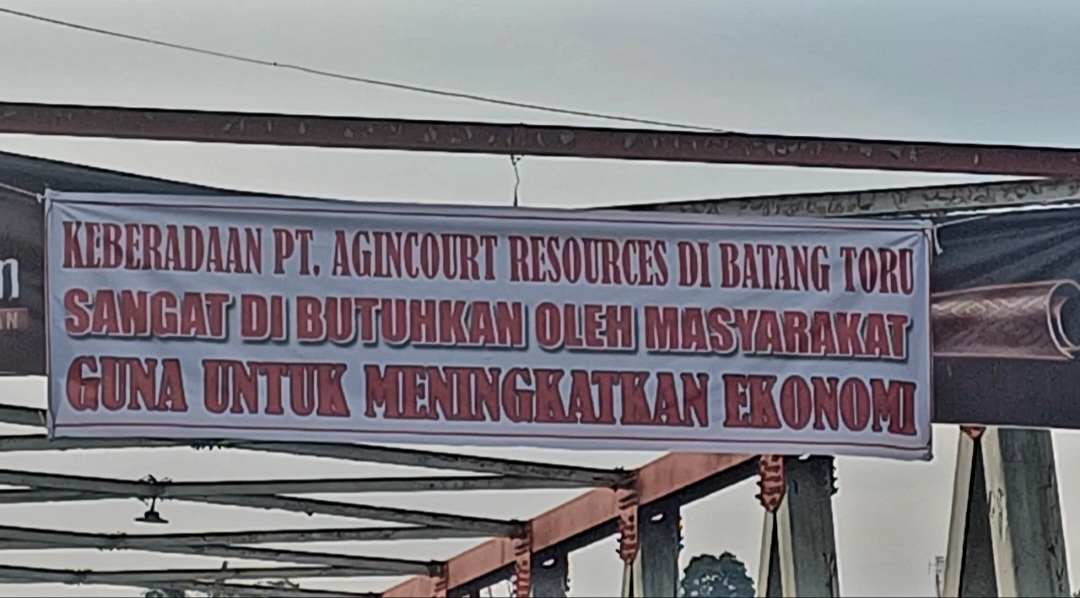 KEBERADAAN PT. AGINCOURT RESOURCES DI BATANG TORU
SANGAT DI BUTUHKAN OLEH MASYARAKAT
GUNA UNTUK MENINGKATKAN EKONOMI